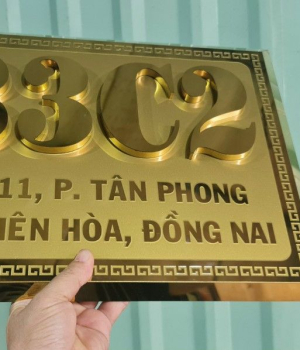 3C2
11, P. TÂN PHONG
HÒA, ĐỒNG NAI